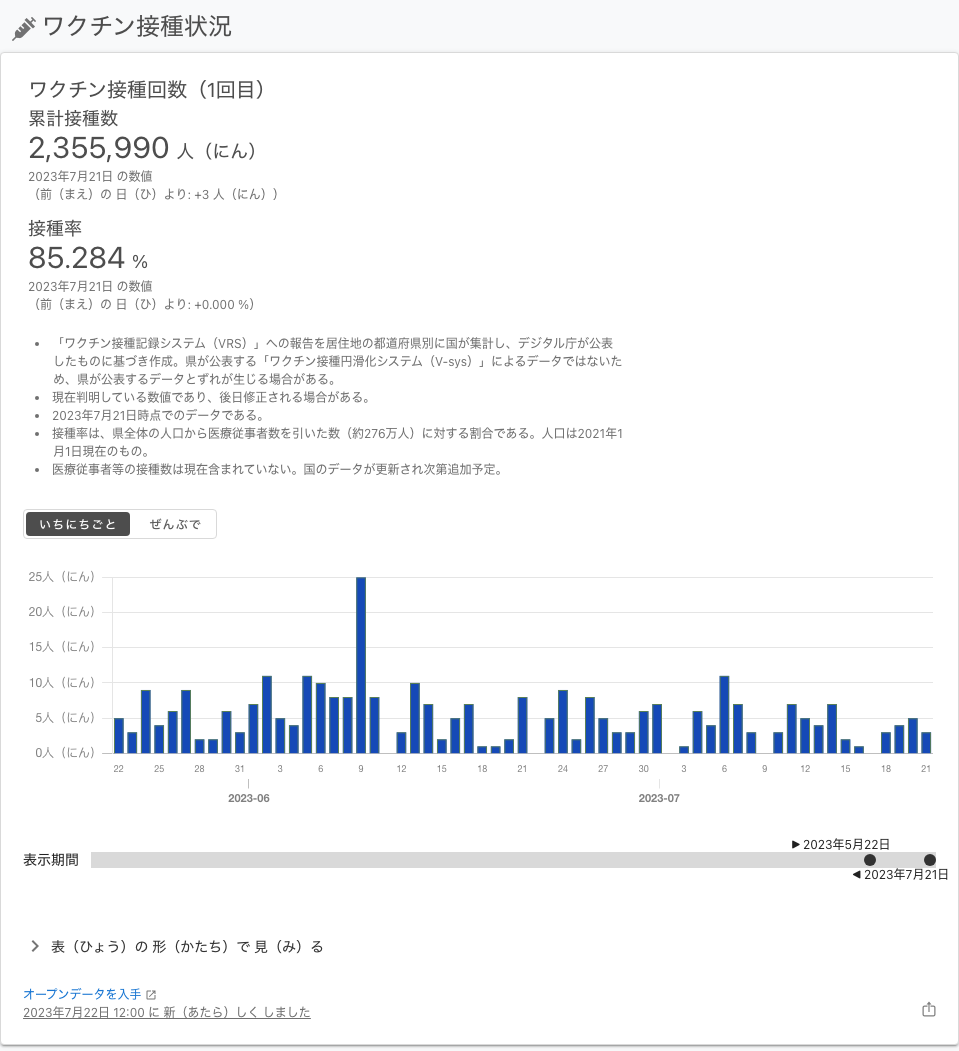 ワクチン接種状況
ワクチン接種回数（1回目）
累計接種数
2,355,990 人（にん）
2023年7月21日 の数値
（前（まえ）の 日（ひ）より: +3 人（にん））
接種率
85.284 %
2023年7月21日 の数値
（前（まえ）の 日（ひ）より: +0.000 %）
• 「ワクチン接種記録システム（VRS）」への報告を居住地の都道府県別に国が集計し、デジタル庁が公表
したものに基づき作成。県が公表する「ワクチン接種円滑化システム（V-sys）」によるデータではないた
め、県が公表するデータとずれが生じる場合がある。
• 現在判明している数値であり、後日修正される場合がある。
• 2023年7月21日時点でのデータである。
• 接種率は、県全体の人口から医療従事者数を引いた数（約276万人）に対する割合である。人口は2021年1
月1日現在のもの。
• 医療従事者等の接種数は現在含まれていない。国のデータが更新され次第追加予定。
いちにちごと ぜんぶで
25人（にん）
20人（にん）
15人（にん）
10人（にん）
5人（にん）
0人（にん）
22 25 28 31 3 6 9 12 15 18 21 24 27 30 3 6 9 12 15 18 21
2023-06 2023-07
▶ 2023年5月22日
表示期間
◀ 2023年7月21日
表（ひょう）の 形（かたち）で 見（み）る
オープンデータを入手
2023年7月22日 12:00 に 新（あたら）しく しました